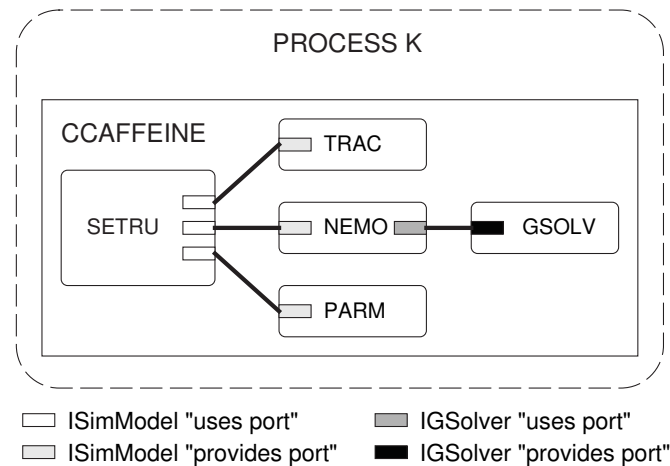 PROCESS K
CCAFFEINE
TRAC
SETRU
NEMO
GSOLV
PARM
ISimModel "uses port"
IGSolver "uses port"
ISimModel "provides port"
IGSolver "provides port"